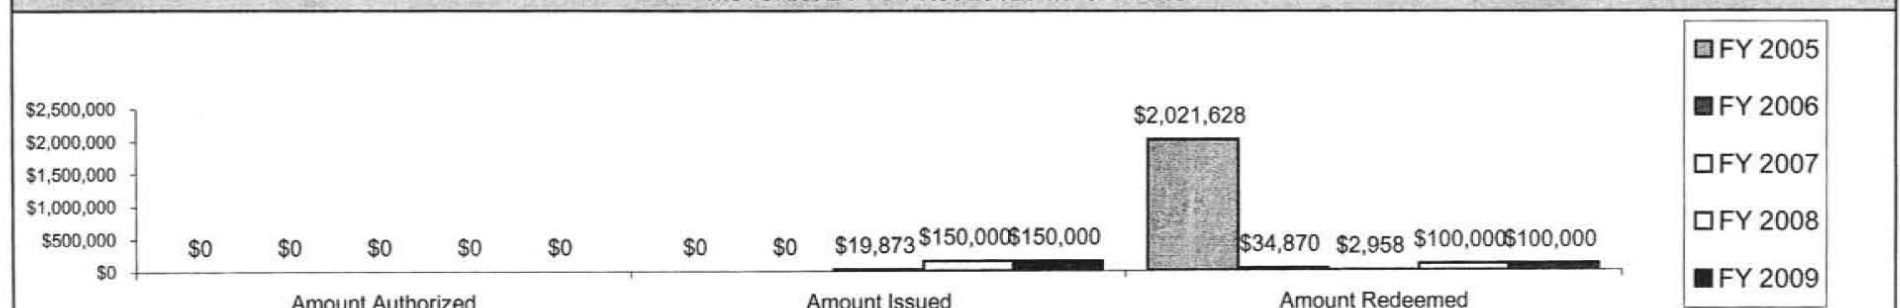 FY 2005
FY 2006
FY 2007
FY 2008
FY 2009
$2,500,000
$2,000,000
$1,500,000
$1,000,000
$500,000
$0
$0 $0 $0 $0 $0
$0 $0 $19,873 $150,000 $150,000
$2,021,628 $34,870 $2,958 $100,000 $100,000
Amount Authorized
Amount Issued
Amount Redeemed